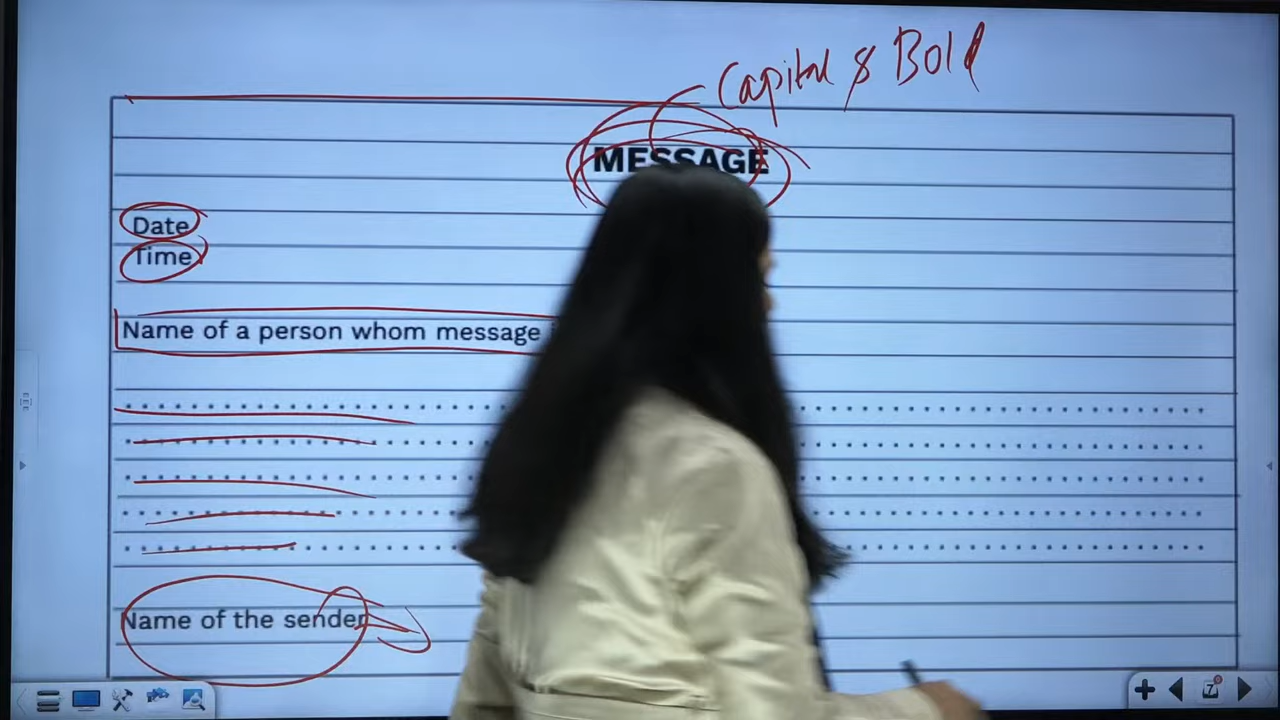 Capital & Bold
MESSAGE
Date
Time
Name of a person whom message
Name of the sender